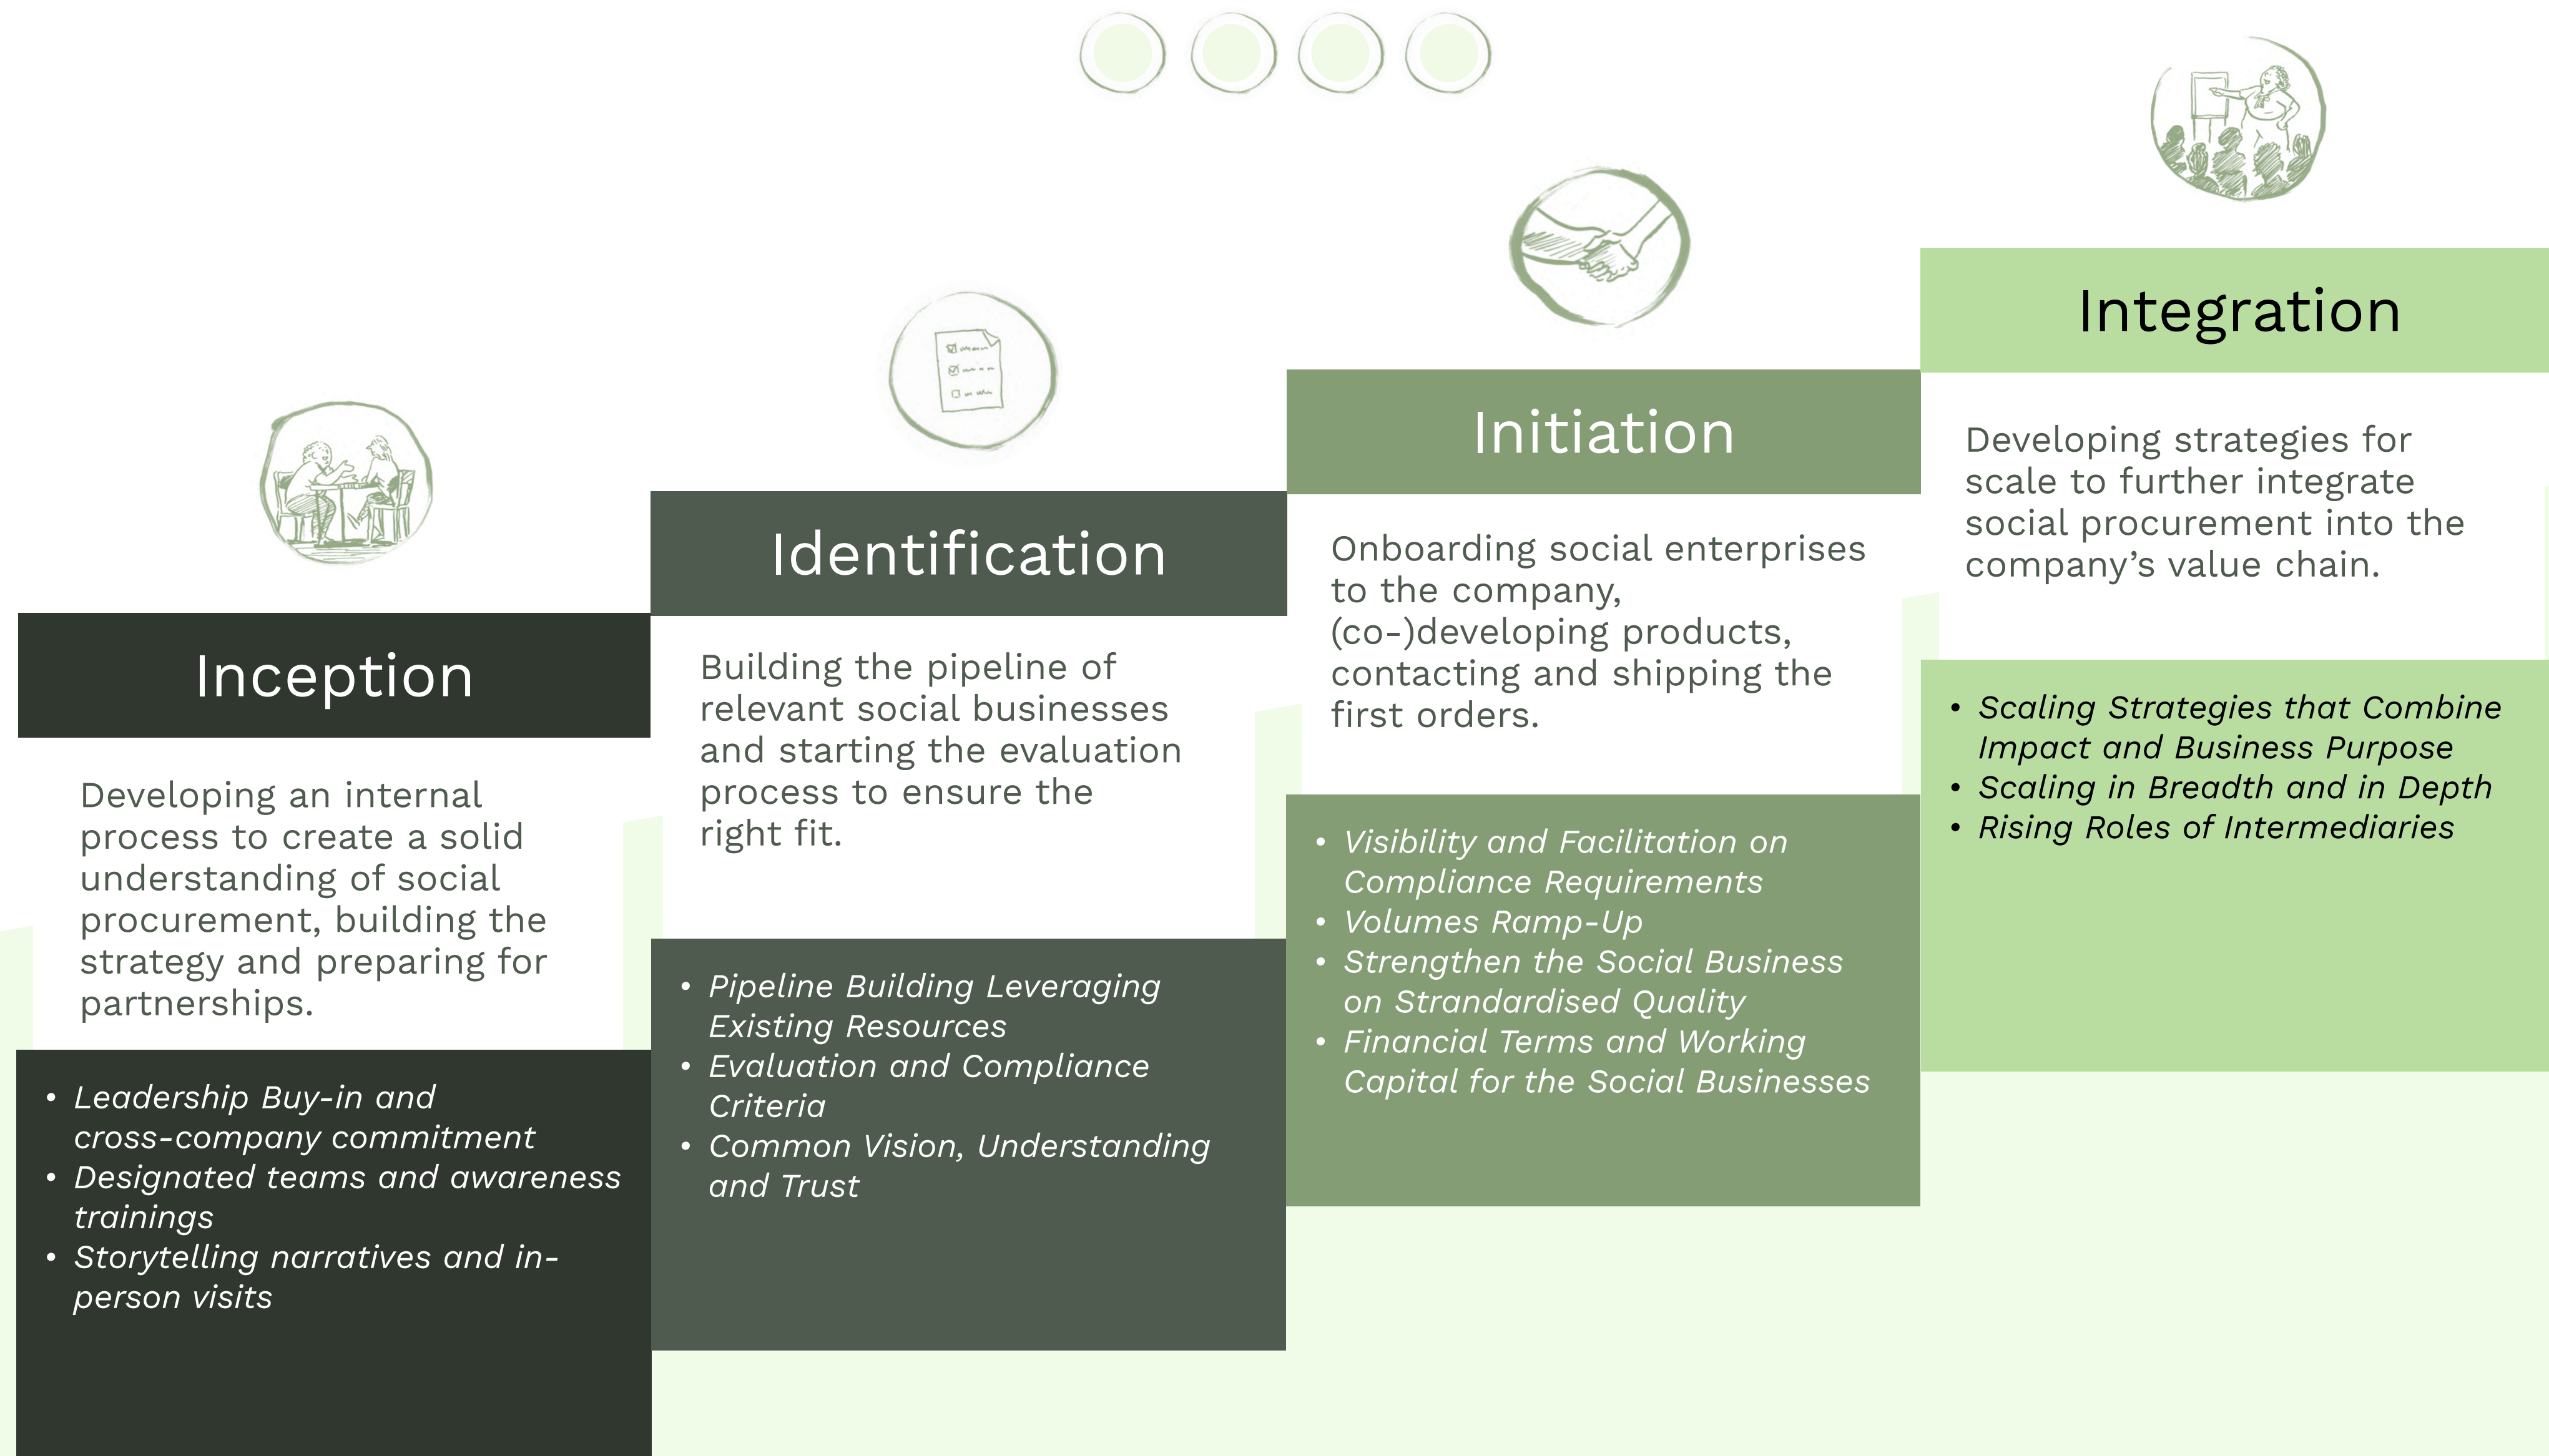 Inception
Developing an internal
process to create a solid
understanding of social
procurement, building the
strategy and preparing for
partnerships.
• Leadership Buy-in and
cross-company commitment
• Designated teams and awareness
trainings
• Storytelling narratives and in-
person visits
Identification
Building the pipeline of
relevant social businesses
and starting the evaluation
process to ensure the
right fit.
• Pipeline Building Leveraging
Existing Resources
• Evaluation and Compliance
Criteria
• Common Vision, Understanding
and Trust
Initiation
Onboarding social enterprises
to the company,
(co-)developing products,
contacting and shipping the
first orders.
• Visibility and Facilitation on
Compliance Requirements
• Volumes Ramp-Up
• Strengthen the Social Business
on Strandardised Quality
• Financial Terms and Working
Capital for the Social Businesses
Integration
Developing strategies for
scale to further integrate
social procurement into the
company’s value chain.
• Scaling Strategies that Combine
Impact and Business Purpose
• Scaling in Breadth and in Depth
• Rising Roles of Intermediaries